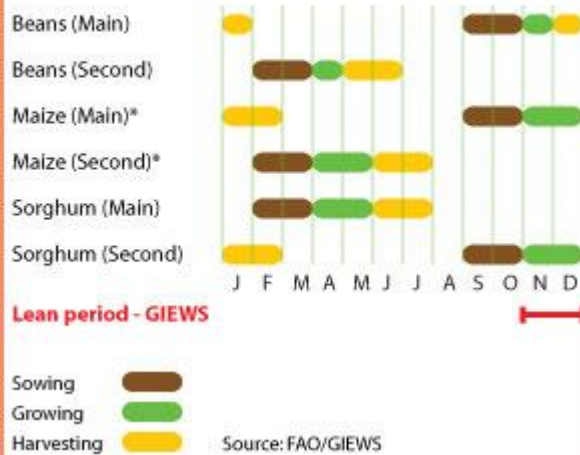 Beans (Main)
Beans (Second)
Maize (Main)*
Maize (Second)*
Sorghum (Main)
Sorghum (Second)
J F M A M J J A S O N D
Lean period - GIEWS
Sowing
Growing
Harvesting
Source: FAO/GIEWS